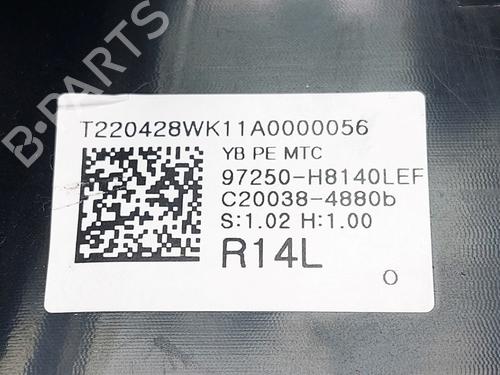 B-PARTS
T220428WK11A0000056
YB PE MTC
97250-H8140LEF
C20038-4880b
S:1.02 H:1.00
R14L
O